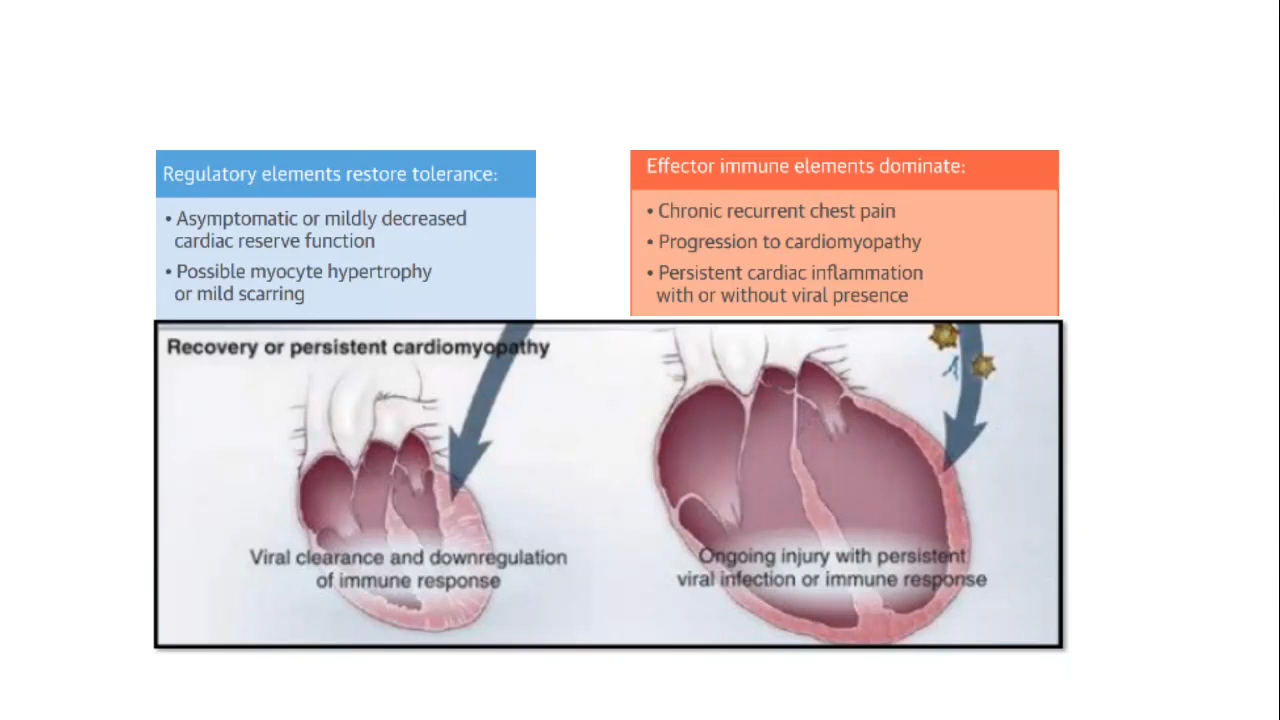 Regulatory elements restore tolerance:
• Asymptomatic or mildly decreased
cardiac reserve function
• Possible myocyte hypertrophy
or mild scarring
Effector immune elements dominate:
• Chronic recurrent chest pain
• Progression to cardiomyopathy
• Persistent cardiac inflammation
with or without viral presence
Recovery or persistent cardiomyopathy
Viral clearance and downregulation
of immune response
Ongoing injury with persistent
viral infection or immune response